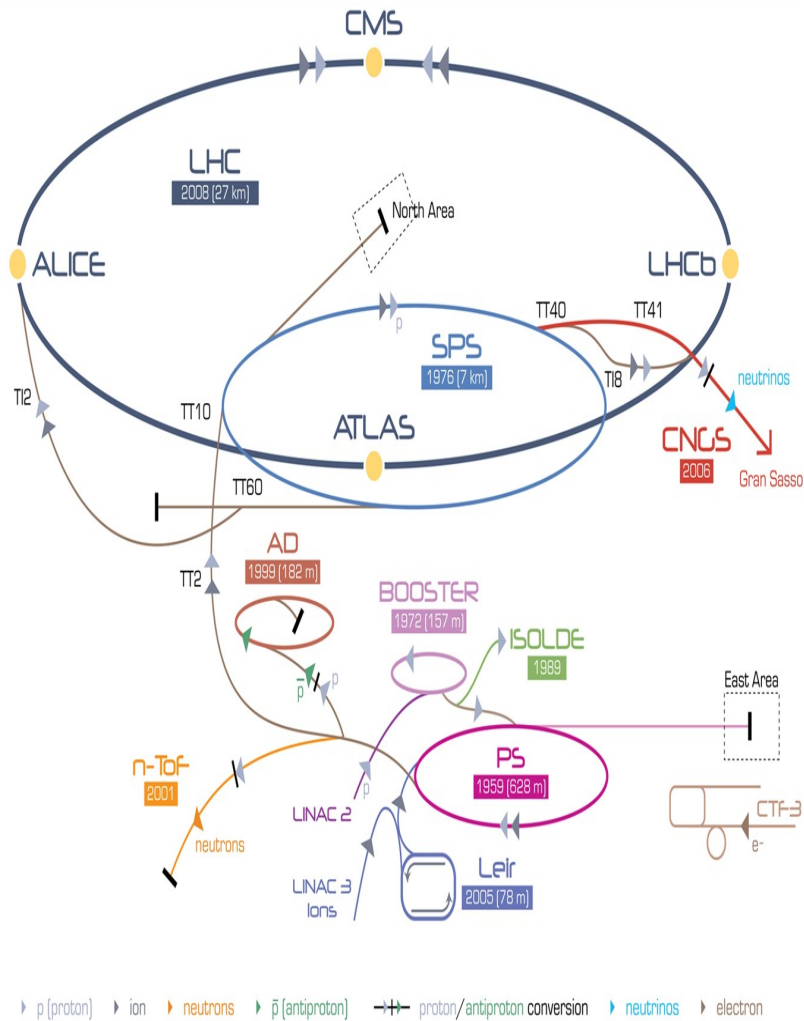 CMS
LHC
2008 (27 km)
North Area
ALICE
LHCb
TT40
TT41
p
SPS
1976 (7 km)
TI8
neutrinos
TI2
TT10
ATLAS
CNGS
2006
Gran Sasso
TT60
AD
1999 (182 m)
TT2
BOOSTER
1972 (157 m)
ISOLDE
1989
p̄
p
East Area
n-ToF
2001
PS
1959 (628 m)
p
LINAC 2
neutrons
CTF-3
e-
LINAC 3
Ions
Leir
2005 (78 m)
p (proton)
ion
neutrons
p̄ (antiproton)
proton/antiproton conversion
neutrinos
electron